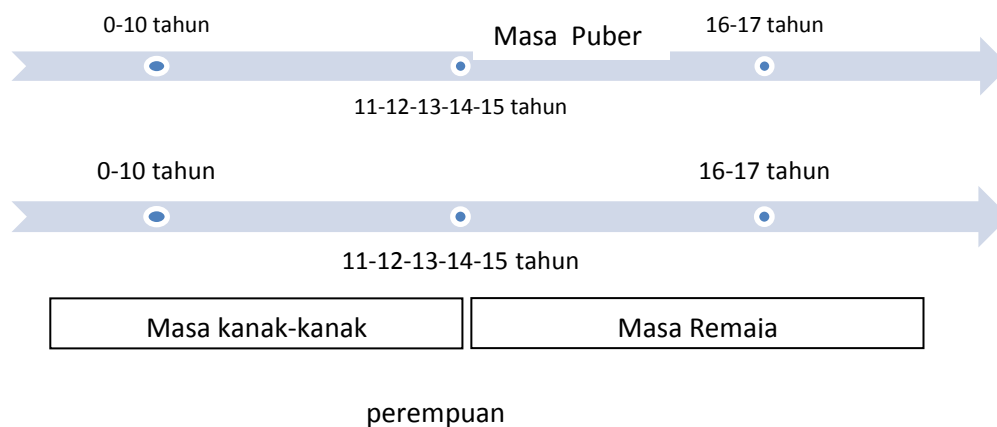 0-10 tahun
Masa Puber
16-17 tahun
11-12-13-14-15 tahun
0-10 tahun
16-17 tahun
11-12-13-14-15 tahun
Masa kanak-kanak
Masa Remaja
perempuan